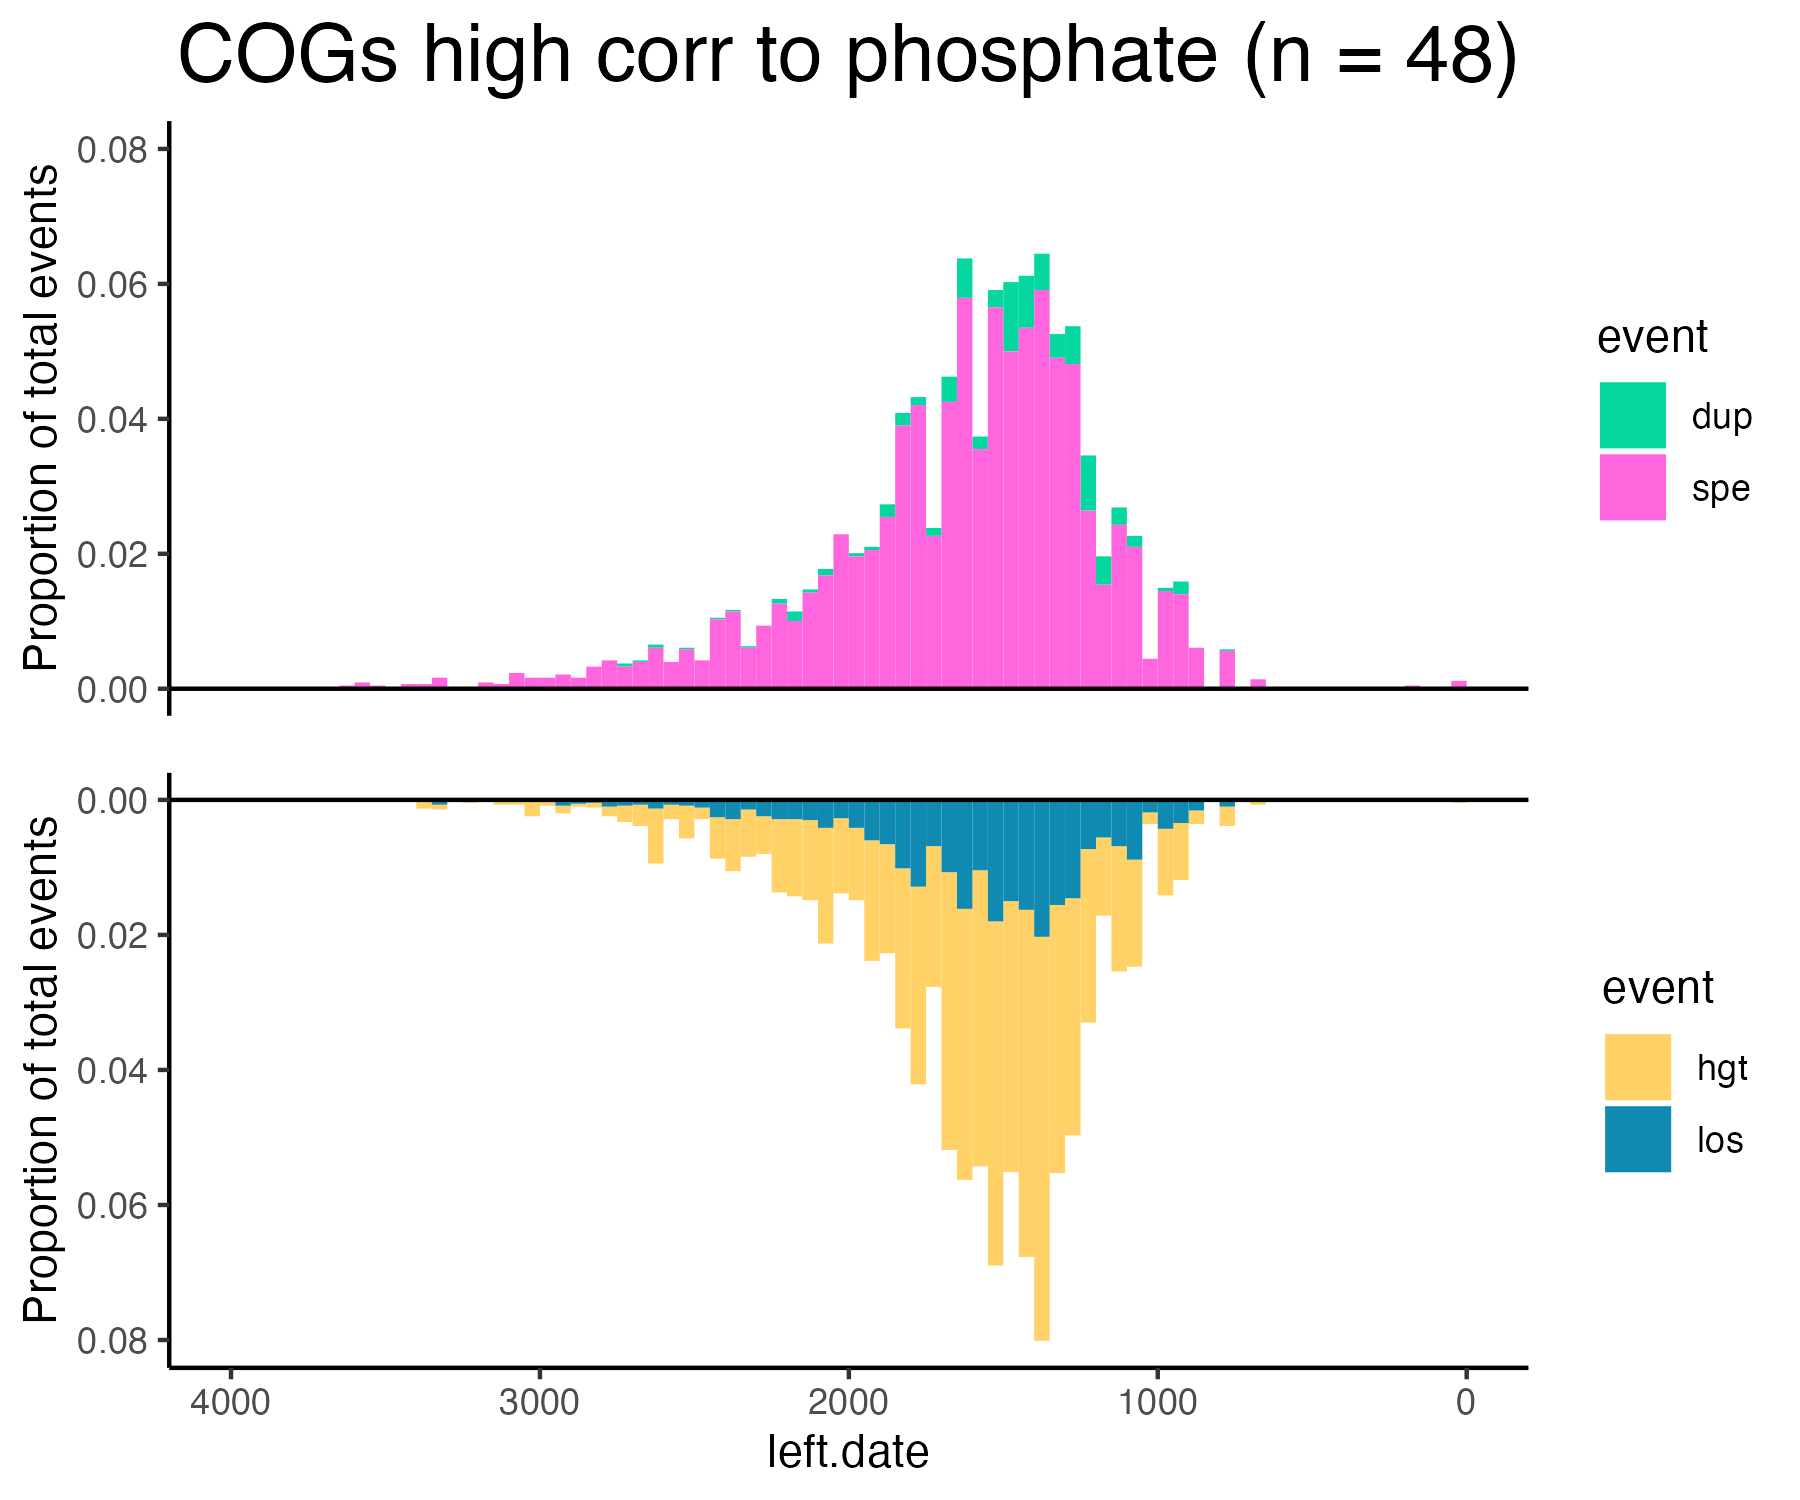 COGs high corr to phosphate (n = 48)
Proportion of total events
0.08
0.06
0.04
0.02
0.00
event
dup
spe
Proportion of total events
0.00
0.02
0.04
0.06
0.08
event
hgt
los
4000 3000 2000 1000 0
left.date